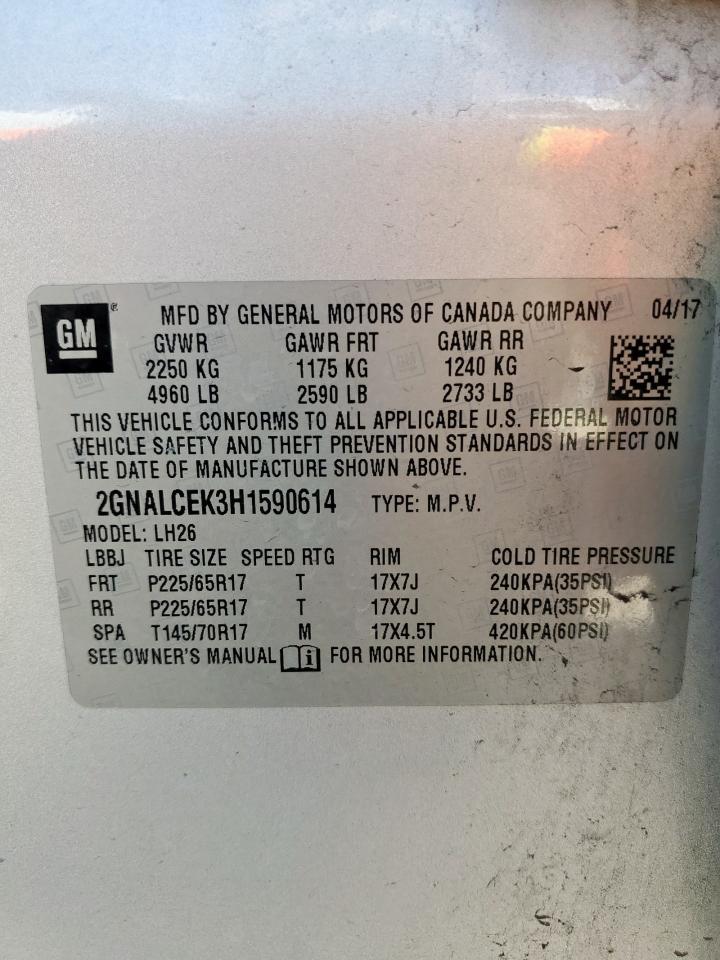 GM ® MFD BY GENERAL MOTORS OF CANADA COMPANY 04/17
GVWR GAWR FRT GAWR RR
2250 KG 1175 KG 1240 KG
4960 LB 2590 LB 2733 LB
THIS VEHICLE CONFORMS TO ALL APPLICABLE U.S. FEDERAL MOTOR
VEHICLE SAFETY AND THEFT PREVENTION STANDARDS IN EFFECT ON
THE DATE OF MANUFACTURE SHOWN ABOVE.
2GNALCEK3H1590614 TYPE: M.P.V.
MODEL: LH26
LBBJ TIRE SIZE SPEED RTG RIM COLD TIRE PRESSURE
FRT P225/65R17 T 17X7J 240KPA(35PSI)
RR P225/65R17 T 17X7J 240KPA(35PSI)
SPA T145/70R17 M 17X4.5T 420KPA(60PSI)
SEE OWNER'S MANUAL i FOR MORE INFORMATION.